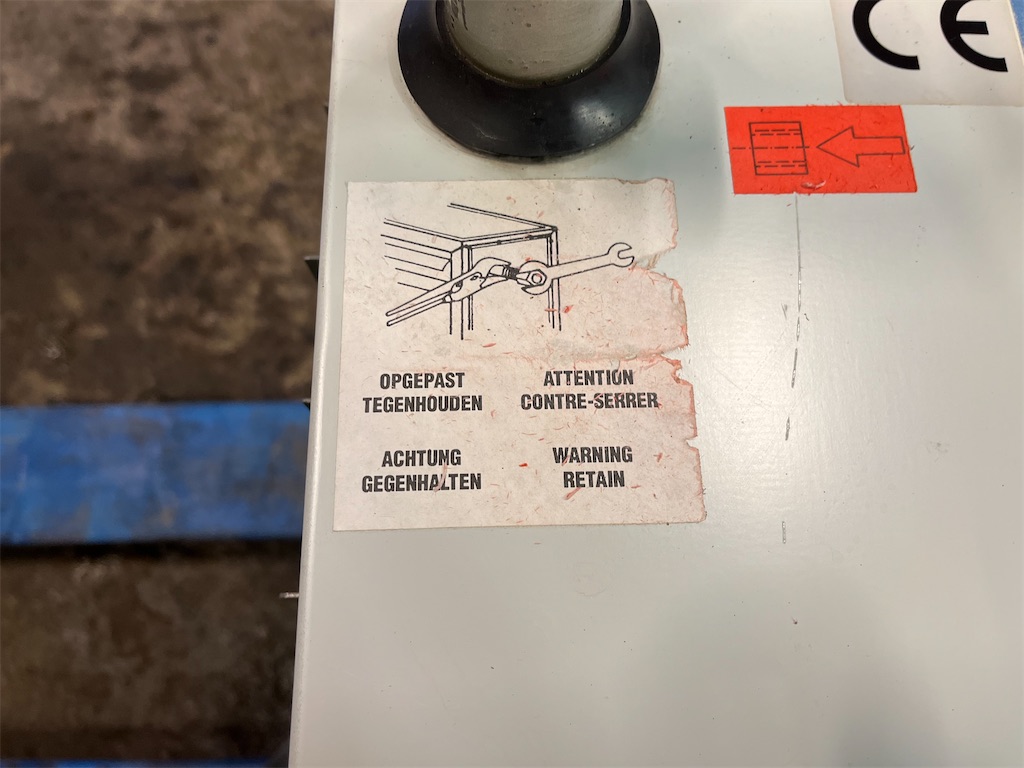 CE
OPGEPAST
TEGENHOUDEN
ATTENTION
CONTRE-SERRER
ACHTUNG
GEGENHALTEN
WARNING
RETAIN